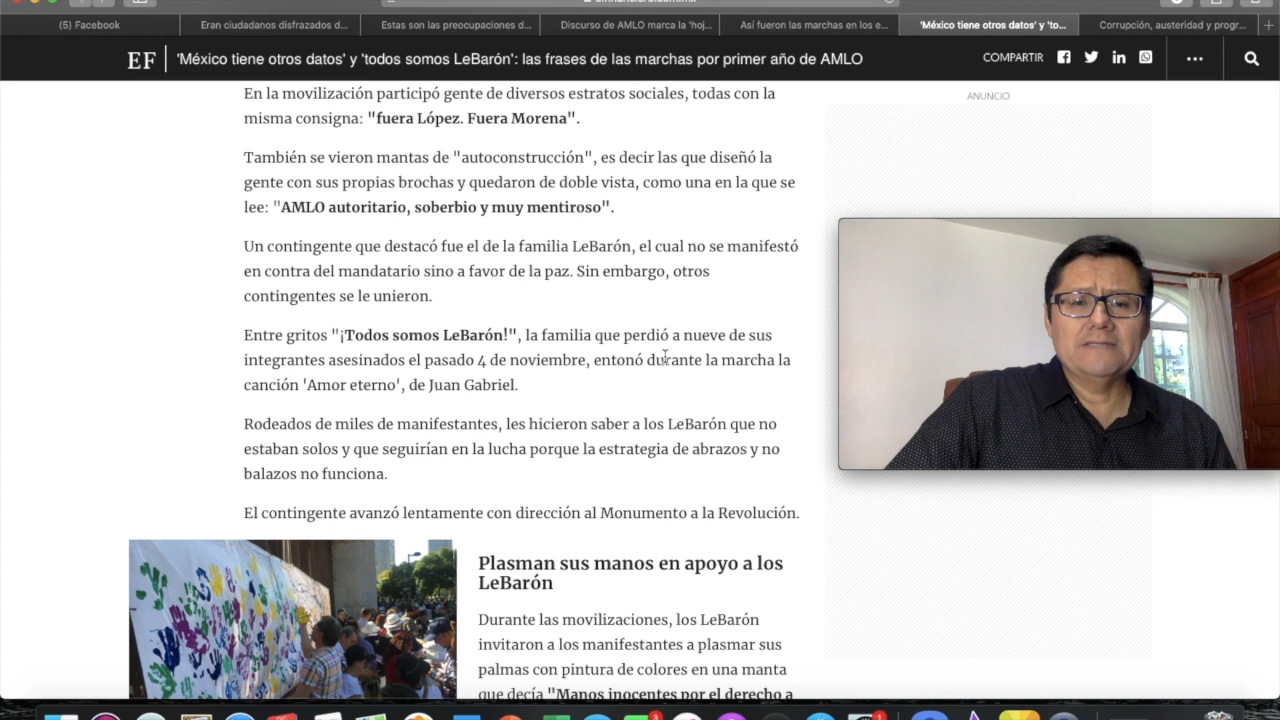 (5) Facebook
Eran ciudadanos disfrazados d...
Estas son las preocupaciones d...
Discurso de AMLO marca la 'hoj...
Así fueron las marchas en los e...
'México tiene otros datos' y 'to...
Corrupción, austeridad y progr...
EF
'México tiene otros datos' y 'todos somos LeBarón': las frases de las marchas por primer año de AMLO
COMPARTIR
En la movilización participó gente de diversos estratos sociales, todas con la
misma consigna: "fuera López. Fuera Morena".
También se vieron mantas de "autoconstrucción", es decir las que diseñó la
gente con sus propias brochas y quedaron de doble vista, como una en la que se
lee: "AMLO autoritario, soberbio y muy mentiroso".
Un contingente que destacó fue el de la familia LeBarón, el cual no se manifestó
en contra del mandatario sino a favor de la paz. Sin embargo, otros
contingentes se le unieron.
Entre gritos "¡Todos somos LeBarón!", la familia que perdió a nueve de sus
integrantes asesinados el pasado 4 de noviembre, entonó durante la marcha la
canción 'Amor eterno', de Juan Gabriel.
Rodeados de miles de manifestantes, les hicieron saber a los LeBarón que no
estaban solos y que seguirían en la lucha porque la estrategia de abrazos y no
balazos no funciona.
El contingente avanzó lentamente con dirección al Monumento a la Revolución.
Plasman sus manos en apoyo a los
LeBarón
Durante las movilizaciones, los LeBarón
invitaron a los manifestantes a plasmar sus
palmas con pintura de colores en una manta
que decía "Manos inocentes por el derecho a
ANUNCIO